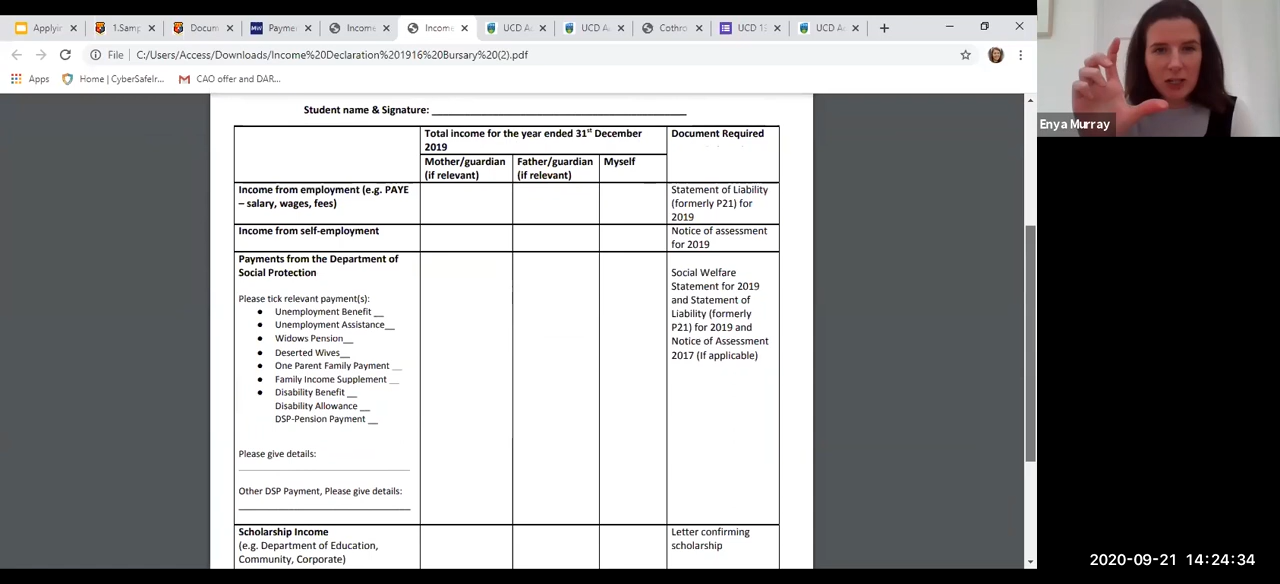 Applyin
1.Samp
Docum
Payme
Income
Income
UCD Ac
UCD Ac
Cothro
UCD 19
UCD Ac
File
C:/Users/Access/Downloads/Income%20Declaration%201916%20Bursary%20(2).pdf
Apps
Home | CyberSafeIr...
CAO offer and DAR...
Student name & Signature:
Total income for the year ended 31st December
2019
Document Required
Mother/guardian
(if relevant)
Father/guardian
(if relevant)
Myself
Income from employment (e.g. PAYE
– salary, wages, fees)
Statement of Liability
(formerly P21) for
2019
Income from self-employment
Notice of assessment
for 2019
Payments from the Department of
Social Protection
Please tick relevant payment(s):
● Unemployment Benefit __
● Unemployment Assistance__
● Widows Pension__
● Deserted Wives__
● One Parent Family Payment __
● Family Income Supplement __
● Disability Benefit __
Disability Allowance __
DSP-Pension Payment __
Please give details:
Other DSP Payment, Please give details:
Social Welfare
Statement for 2019
and Statement of
Liability (formerly
P21) for 2019 and
Notice of Assessment
2017 (If applicable)
Scholarship Income
(e.g. Department of Education,
Community, Corporate)
Letter confirming
scholarship
Enya Murray
2020-09-21 14:24:34